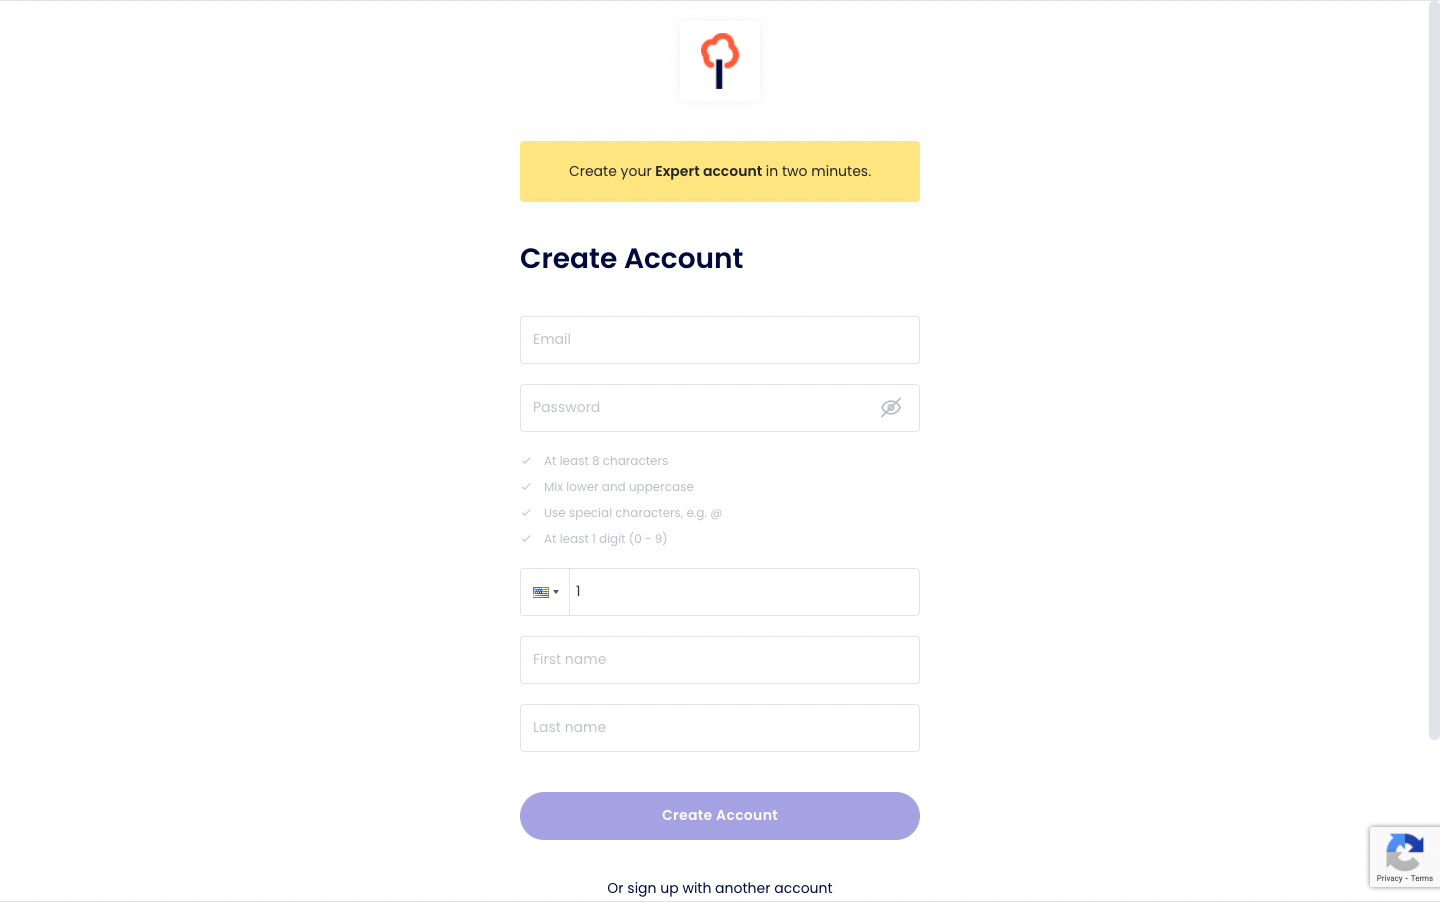 Create your Expert account in two minutes.
Create Account
Email
Password
At least 8 characters
Mix lower and uppercase
Use special characters, e.g. @
At least 1 digit (0 - 9)
1
First name
Last name
Create Account
Privacy - Terms
Or sign up with another account